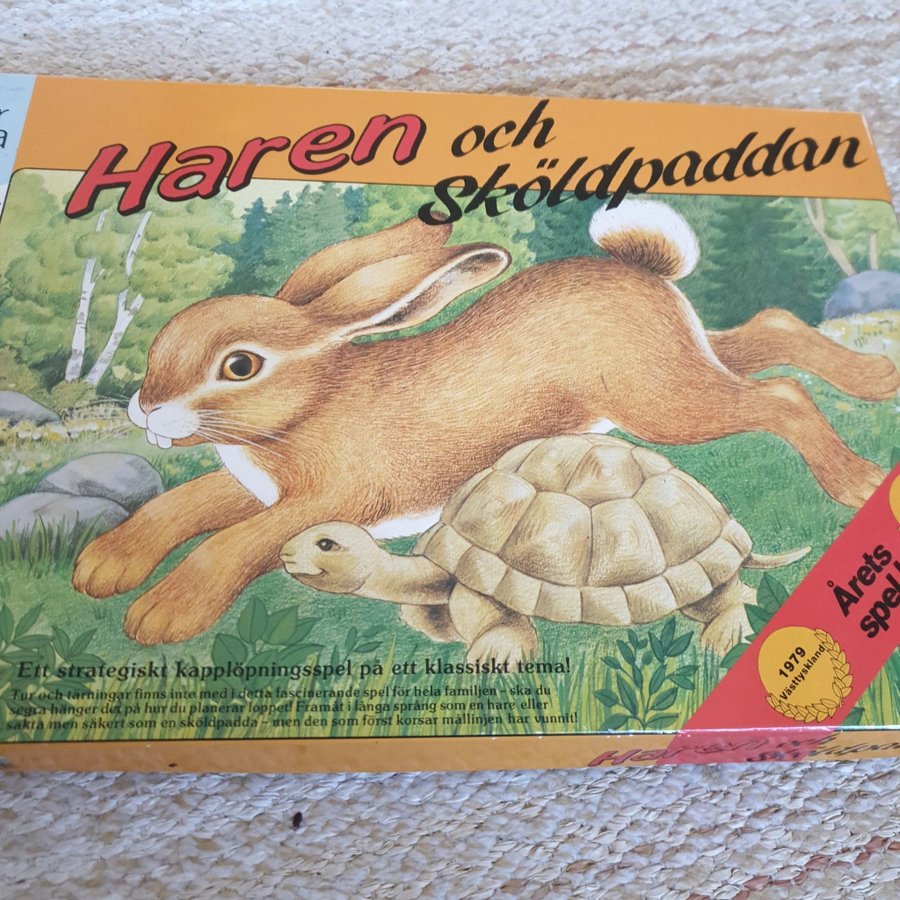 Haren och
Sköldpaddan
Ett strategiskt kapplöpningsspel på ett klassiskt tema!
Tur och tärningar finns inte med i detta fascinerande spel för hela familjen – ska du
segra hänger det på hur du planerar loppet! Framåt i långa språng som en hare eller
sakta men säkert som en sköldpadda – men den som först korsar mållinjen har vunnit!
Årets
spel
1979
Västtyskland
Haren och